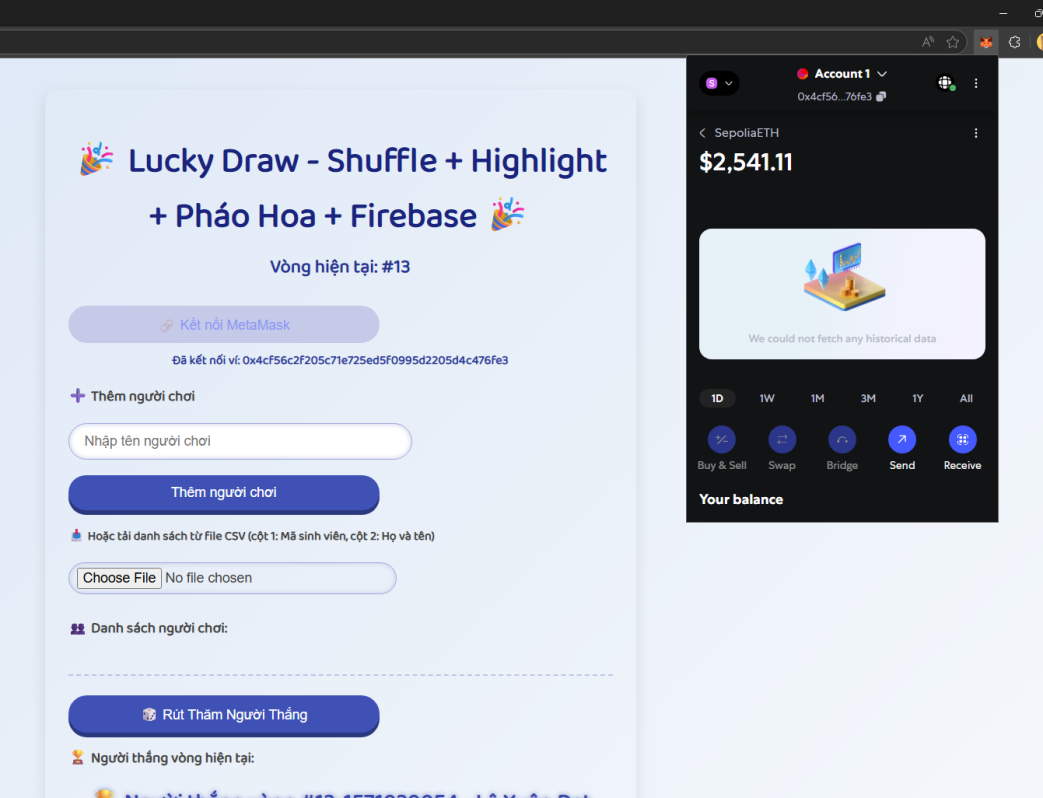 Lucky Draw - Shuffle + Highlight
+ Pháo Hoa + Firebase
Vòng hiện tại: #13
Kết nối MetaMask
Đã kết nối ví: 0x4cf56c2f205c71e725ed5f0995d2205d4c476fe3
Thêm người chơi
Nhập tên người chơi
Thêm người chơi
Hoặc tải danh sách từ file CSV (cột 1: Mã sinh viên, cột 2: Họ và tên)
Choose File No file chosen
Danh sách người chơi:
Rút Thăm Người Thắng
Người thắng vòng hiện tại:
Người thắng vòng #13:
S
Account 1
0x4cf56...76fe3
SepoliaETH
$2,541.11
We could not fetch any historical data
1D 1W 1M 3M 1Y All
Buy & Sell Swap Bridge Send Receive
Your balance